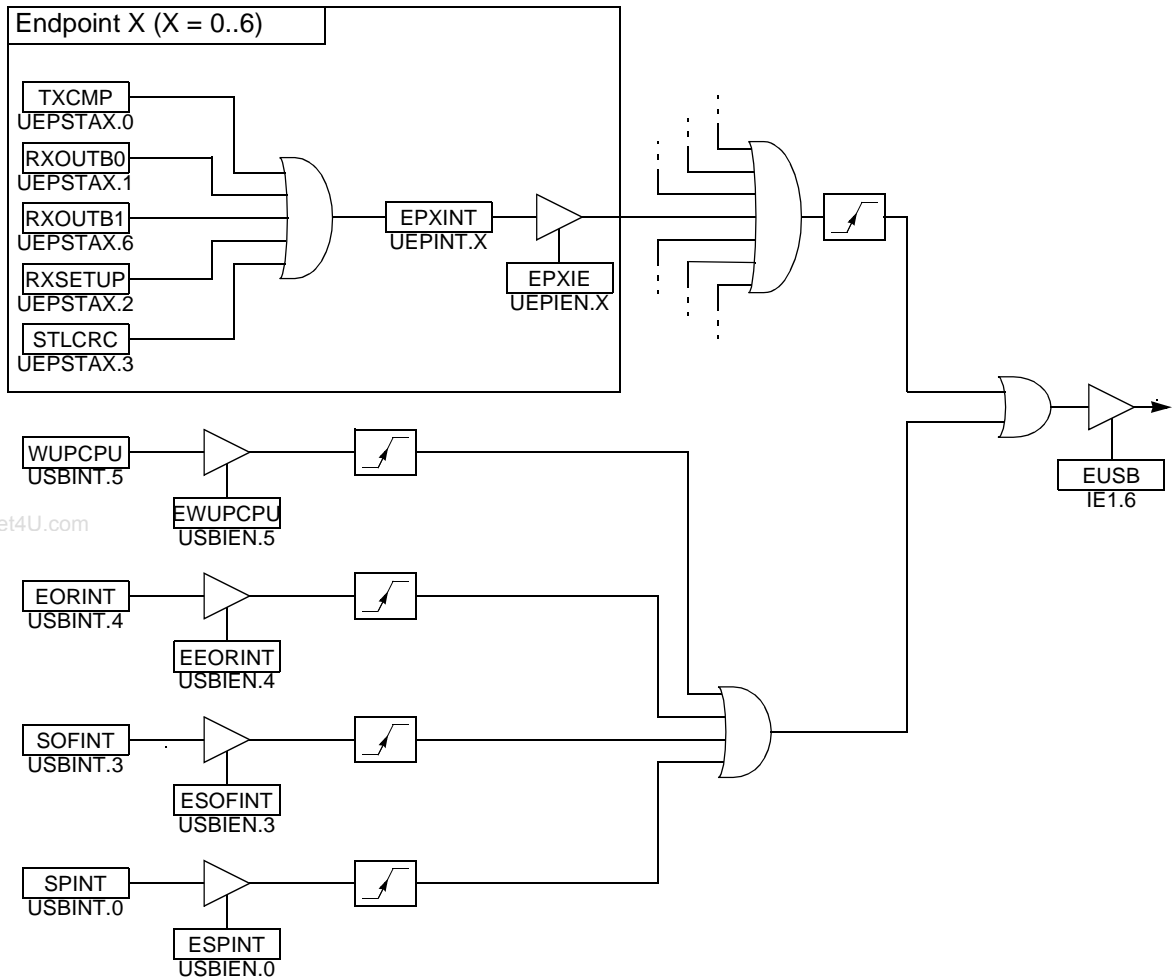 Endpoint X (X = 0..6)
TXCMP
UEPSTAX.0
RXOUTB0
UEPSTAX.1
RXOUTB1
UEPSTAX.6
RXSETUP
UEPSTAX.2
STLCRC
UEPSTAX.3
EPXINT
UEPINT.X
EPXIE
UEPIEN.X
WUPCPU
USBINT.5
EWUPCPU
USBIEN.5
EUSB
IE1.6
et4U.com
EORINT
USBINT.4
EEORINT
USBIEN.4
SOFINT
USBINT.3
ESOFINT
USBIEN.3
SPINT
USBINT.0
ESPINT
USBIEN.0